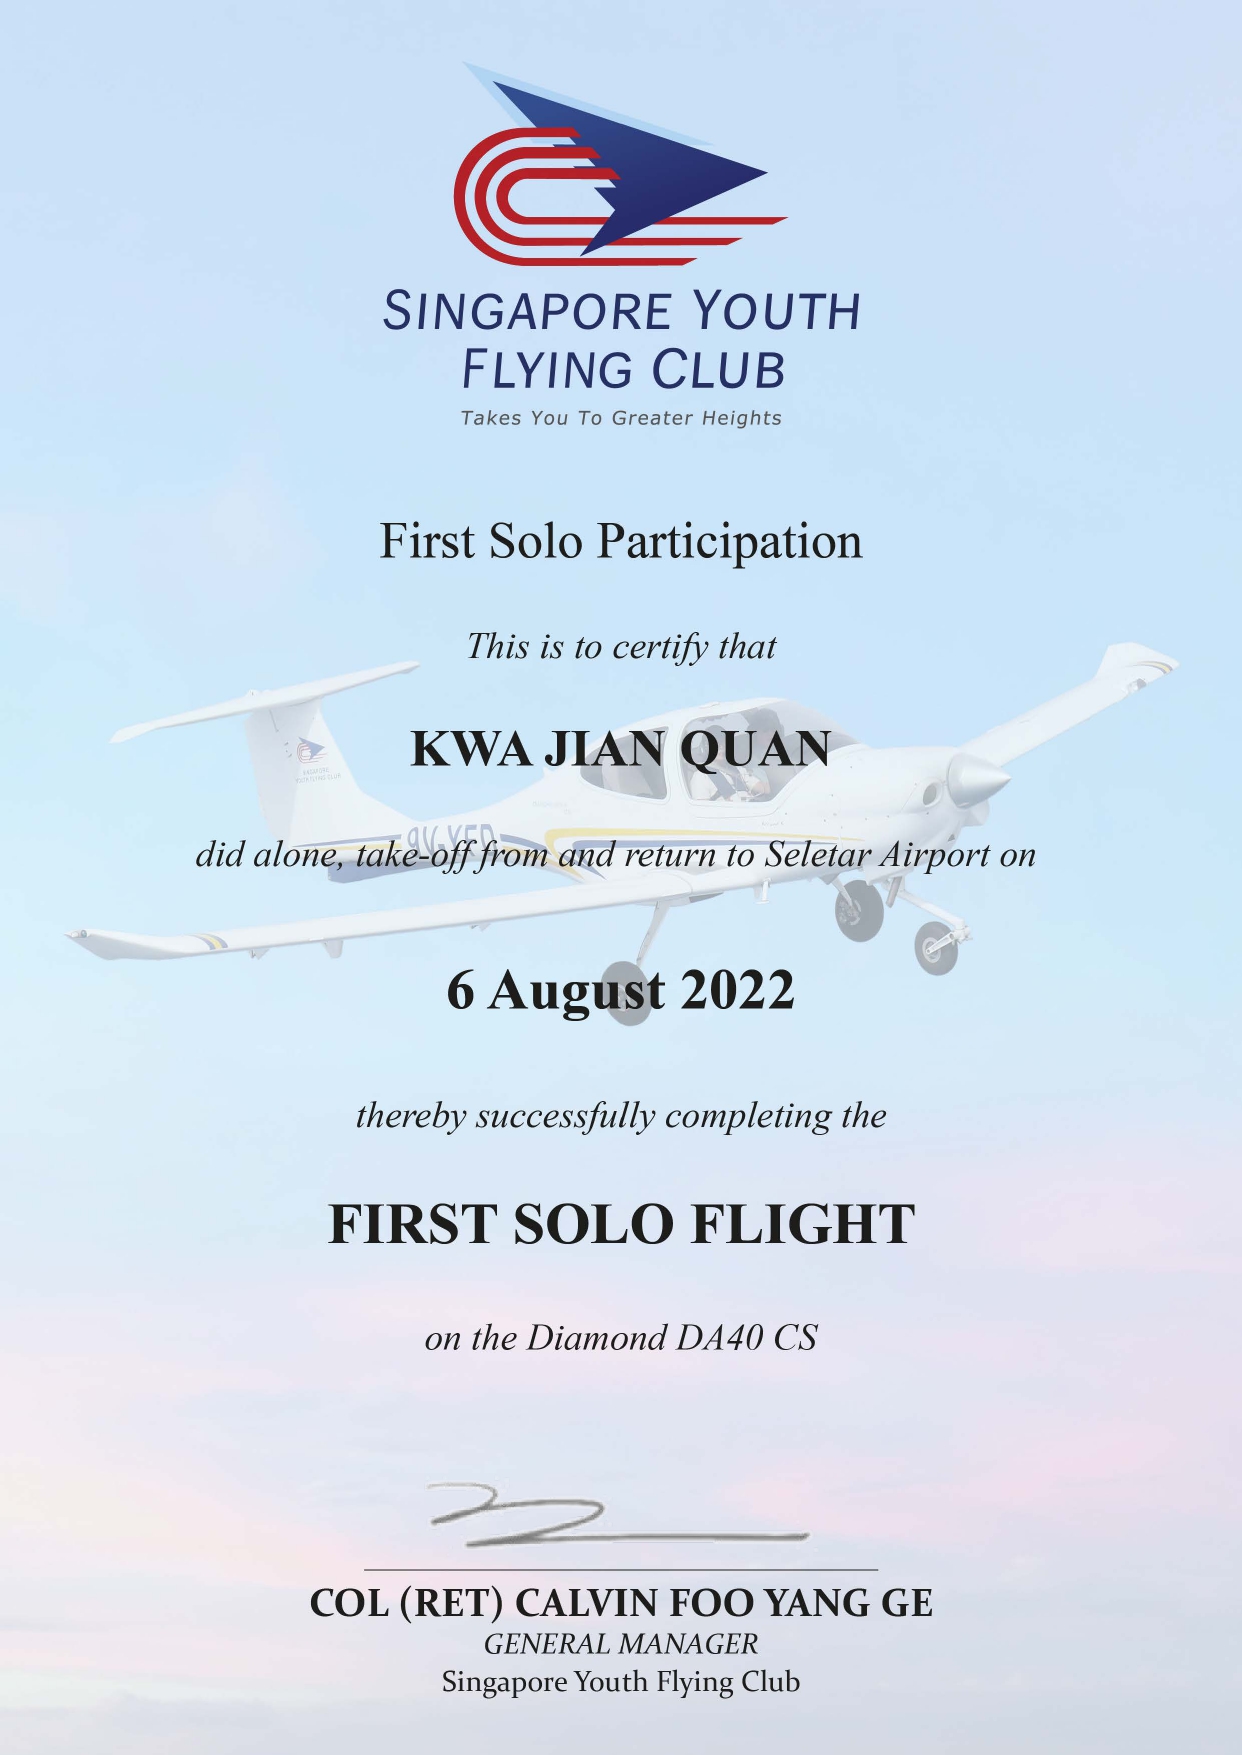 SINGAPORE YOUTH
FLYING CLUB
Takes You To Greater Heights
First Solo Participation
This is to certify that
KWA JIAN QUAN
did alone, take-off from and return to Seletar Airport on
6 August 2022
thereby successfully completing the
FIRST SOLO FLIGHT
on the Diamond DA40 CS
COL (RET) CALVIN FOO YANG GE
GENERAL MANAGER
Singapore Youth Flying Club